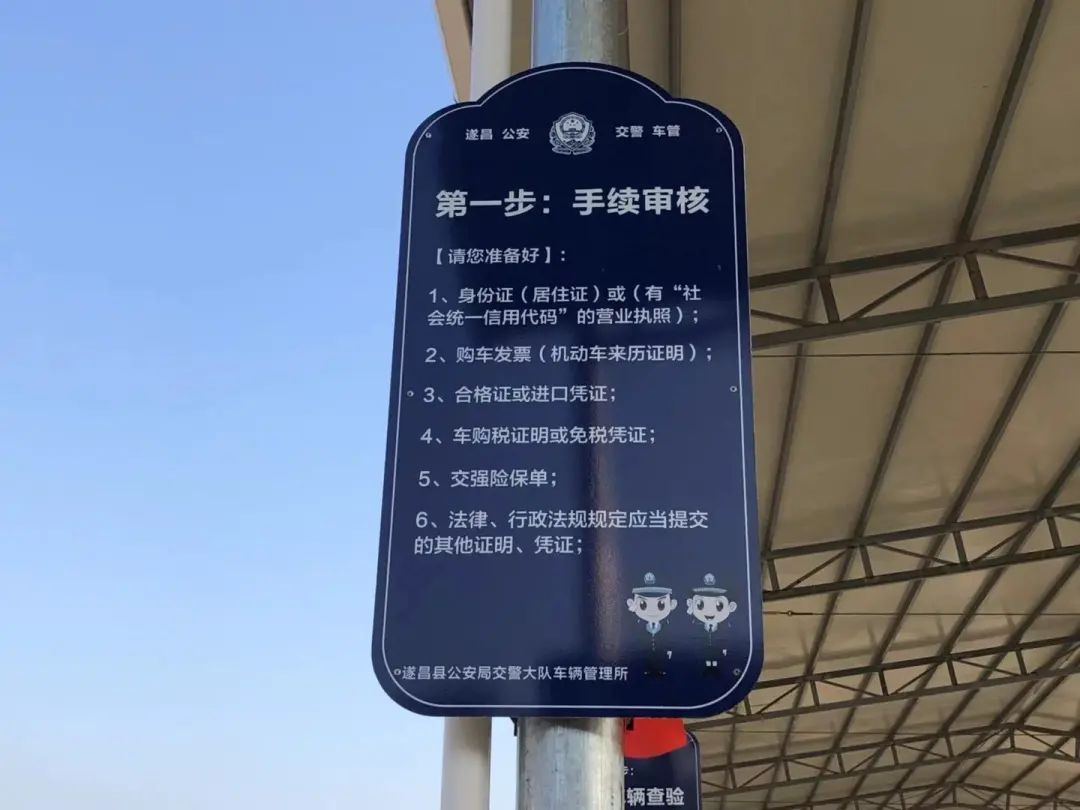 遂昌 公安 交警 车管
第一步：手续审核
【请您准备好】：
1、身份证（居住证）或（有“社
会统一信用代码”的营业执照）；
2、购车发票（机动车来历证明）；
3、合格证或进口凭证；
4、车购税证明或免税凭证；
5、交强险保单；
6、法律、行政法规规定应当提交
的其他证明、凭证；
遂昌县公安局交警大队车辆管理所
步：
辆查验